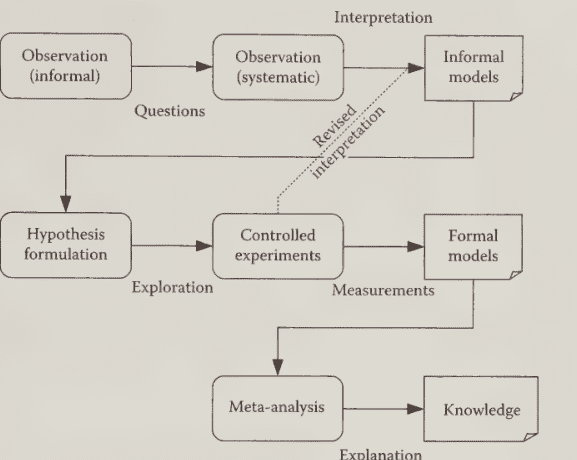 Interpretation
Observation
(informal)
Observation
(systematic)
Informal
models
Questions
Revised
interpretation
Hypothesis
formulation
Controlled
experiments
Formal
models
Exploration
Measurements
Meta-analysis
Knowledge
Explanation